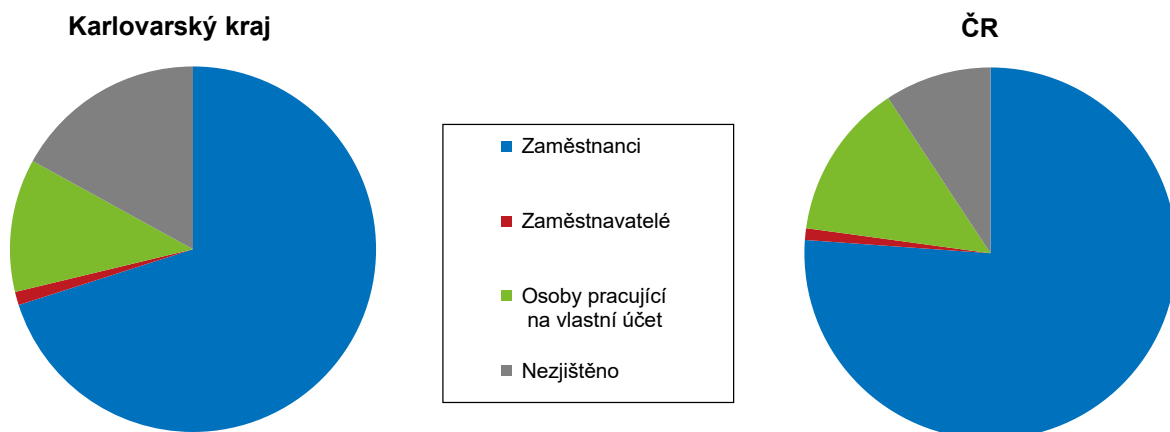 Karlovarský kraj
ČR
Zaměstnanci
Zaměstnavatelé
Osoby pracující
na vlastní účet
Nezjištěno